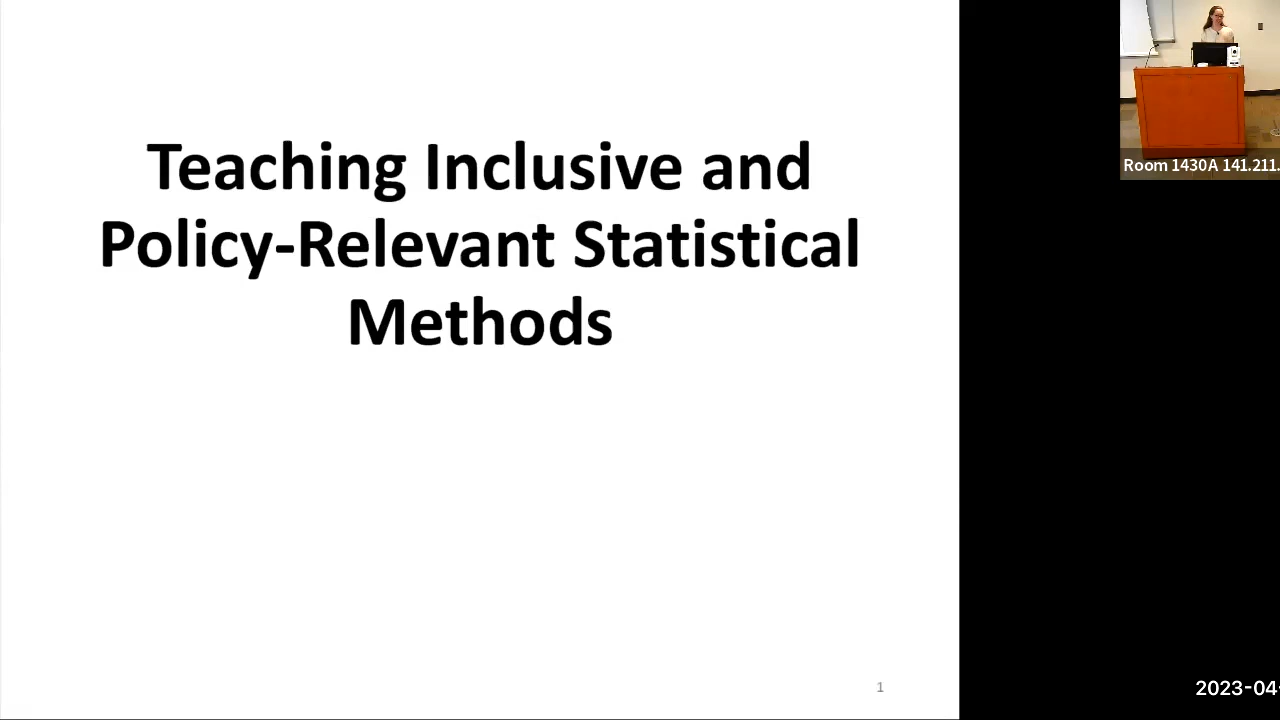 Teaching Inclusive and
Policy-Relevant Statistical
Methods
1
Room 1430A 141.211.
2023-04-